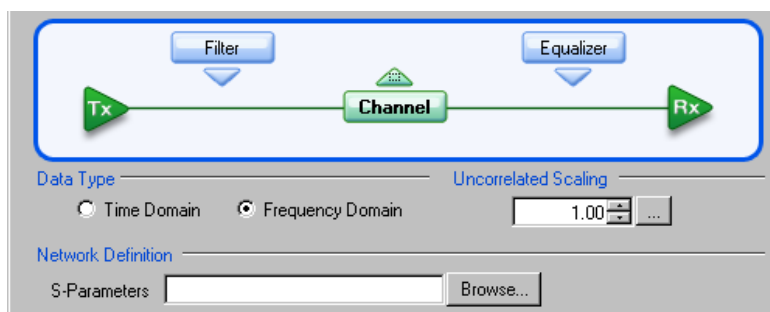 Filter Equalizer
Tx Channel Rx
Data Type Uncorrelated Scaling
Time Domain Frequency Domain 1.00 ...
Network Definition
S-Parameters Browse...